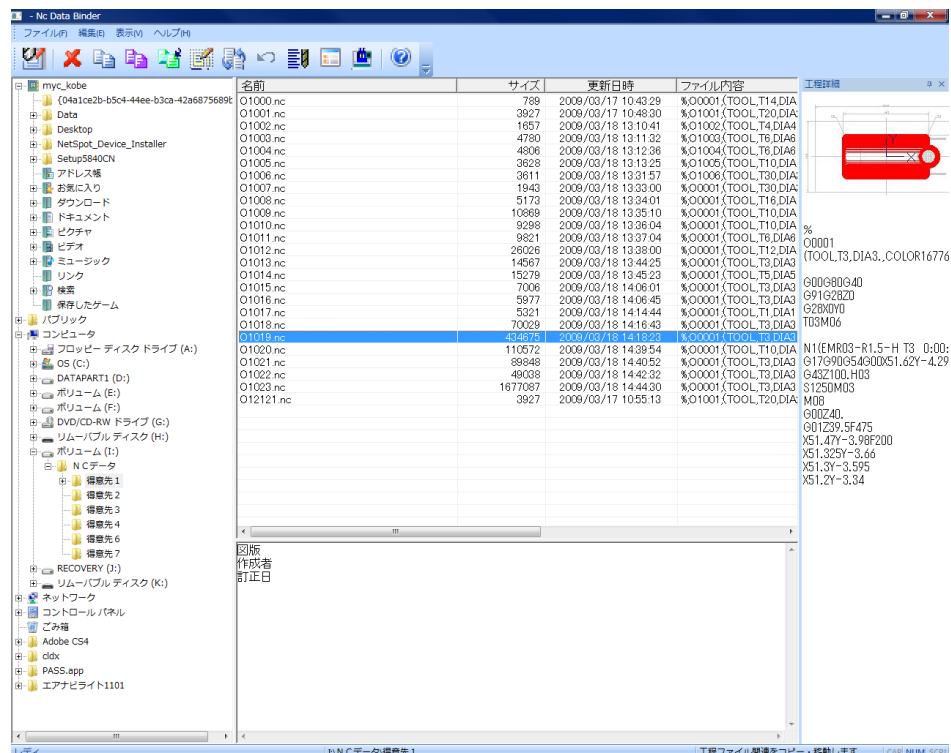 - Nc Data Binder
ファイル(F) 編集(E) 表示(V) ヘルプ(H)
myc_kobe
{04a1ce2b-b5c4-44ee-b3ca-42a6875689b
Data
Desktop
NetSpot_Device_Installer
Setup5840CN
アドレス帳
お気に入り
ダウンロード
ドキュメント
ピクチャ
ビデオ
ミュージック
リンク
検索
保存したゲーム
パブリック
コンピュータ
フロッピー ディスク ドライブ (A:)
OS (C:)
DATAPART1 (D:)
ボリューム (E:)
ボリューム (F:)
DVD/CD-RW ドライブ (G:)
リムーバブル ディスク (H:)
ボリューム (I:)
NCデータ
得意先1
得意先2
得意先3
得意先4
得意先6
得意先7
RECOVERY (J:)
リムーバブル ディスク (K:)
ネットワーク
コントロール パネル
ごみ箱
Adobe CS4
cldx
PASS.app
エアナビライト1101
名前 サイズ 更新日時 ファイル内容
O1000.nc 789 2009/03/17 10:43:29 %;O0001;(TOOL,T14,DIA
O1001.nc 3927 2009/03/17 10:48:30 %;O1001;(TOOL,T20,DIA
O1002.nc 1657 2009/03/18 13:10:41 %;O1002;(TOOL,T4,DIA4
O1003.nc 4780 2009/03/18 13:11:32 %;O1003;(TOOL,T6,DIA6
O1004.nc 4806 2009/03/18 13:12:36 %;O1004;(TOOL,T6,DIA6
O1005.nc 3628 2009/03/18 13:13:25 %;O1005;(TOOL,T10,DIA
O1006.nc 3611 2009/03/18 13:31:57 %;O1006;(TOOL,T30,DIA
O1007.nc 1943 2009/03/18 13:33:00 %;O0001;(TOOL,T30,DIA
O1008.nc 5173 2009/03/18 13:34:01 %;O0001;(TOOL,T16,DIA
O1009.nc 10869 2009/03/18 13:35:10 %;O0001;(TOOL,T10,DIA
O1010.nc 9298 2009/03/18 13:36:04 %;O0001;(TOOL,T10,DIA
O1011.nc 9821 2009/03/18 13:37:04 %;O0001;(TOOL,T6,DIA6
O1012.nc 26026 2009/03/18 13:38:00 %;O0001;(TOOL,T12,DIA
O1013.nc 14567 2009/03/18 13:44:25 %;O0001;(TOOL,T3,DIA3
O1014.nc 15279 2009/03/18 13:45:23 %;O0001;(TOOL,T5,DIA5
O1015.nc 7006 2009/03/18 14:06:01 %;O0001;(TOOL,T3,DIA3
O1016.nc 5977 2009/03/18 14:06:45 %;O0001;(TOOL,T3,DIA3
O1017.nc 5321 2009/03/18 14:14:44 %;O0001;(TOOL,T1,DIA1
O1018.nc 70029 2009/03/18 14:16:43 %;O0001;(TOOL,T3,DIA3
O1019.nc 434675 2009/03/18 14:18:23 %;O0001;(TOOL,T3,DIA3
O1020.nc 110572 2009/03/18 14:39:54 %;O0001;(TOOL,T10,DIA
O1021.nc 89848 2009/03/18 14:40:52 %;O0001;(TOOL,T3,DIA3
O1022.nc 49038 2009/03/18 14:42:32 %;O0001;(TOOL,T3,DIA3
O1023.nc 1677087 2009/03/18 14:44:30 %;O0001;(TOOL,T3,DIA3
O12121.nc 3927 2009/03/17 10:55:13 %;O1001;(TOOL,T20,DIA
図版
作成者
訂正日
工程詳細
Y
X
%
O0001
(TOOL,T3,DIA3.,COLOR16776
G00G80G40
G91G28Z0
G28X0Y0
T03M06
N1(EMR03-R1.5-H T3 0:00:
G17G90G54G00X51.62Y-4.29
G43Z100.H03
S1250M03
M08
G00Z40.
G01Z39.5F475
X51.47Y-3.98F200
X51.325Y-3.66
X51.3Y-3.595
X51.2Y-3.34
レディ I:\NCデータ\得意先1 工程ファイル関連をコピー・移動します CAP NUM SCRL